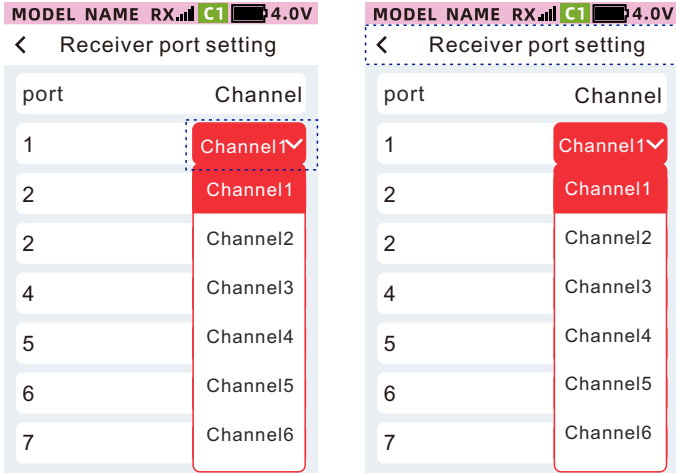 MODEL NAME RX C1 4.0V
Receiver port setting
port Channel
1 Channel1
2 Channel1
2 Channel2
4 Channel3
5 Channel4
6 Channel5
7 Channel6
MODEL NAME RX C1 4.0V
Receiver port setting
port Channel
1 Channel1
2 Channel1
2 Channel2
4 Channel3
5 Channel4
6 Channel5
7 Channel6